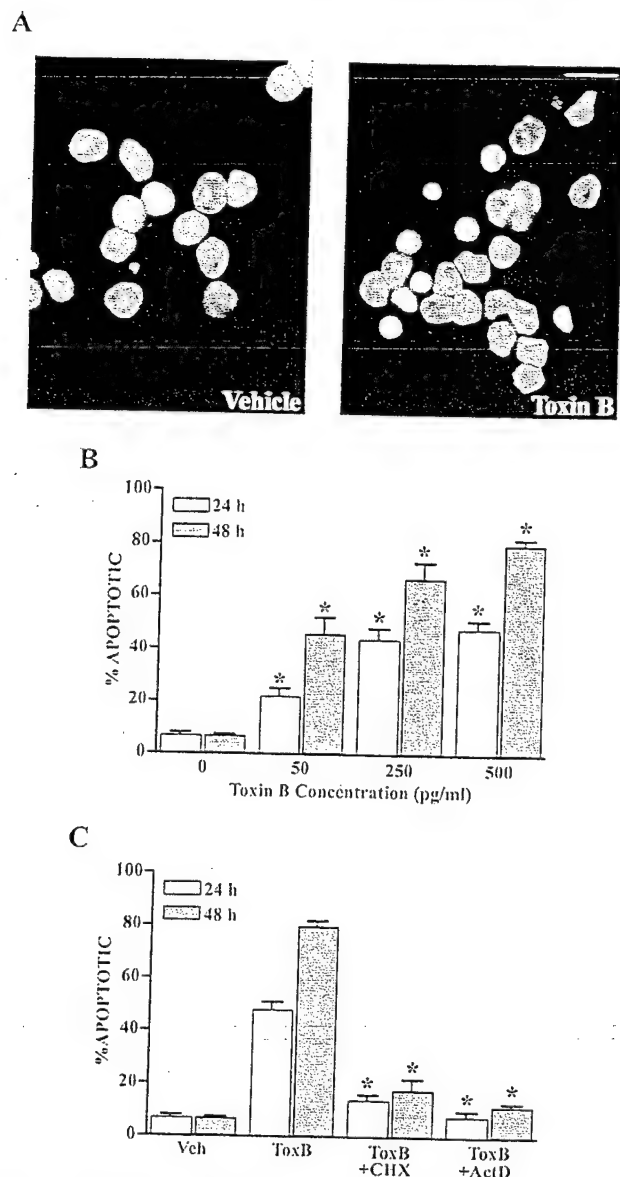 A
Vehicle
Toxin B
B
100
80
60
40
20
0
% APOPTOTIC
24 h
48 h
*
*
*
*
*
*
0 50 250 500
Toxin B Concentration (pg/ml)
C
100
80
60
40
20
0
%APOPTOTIC
24 h
48 h
*
*
*
*
Veh ToxB ToxB ToxB
+CHX +ActD